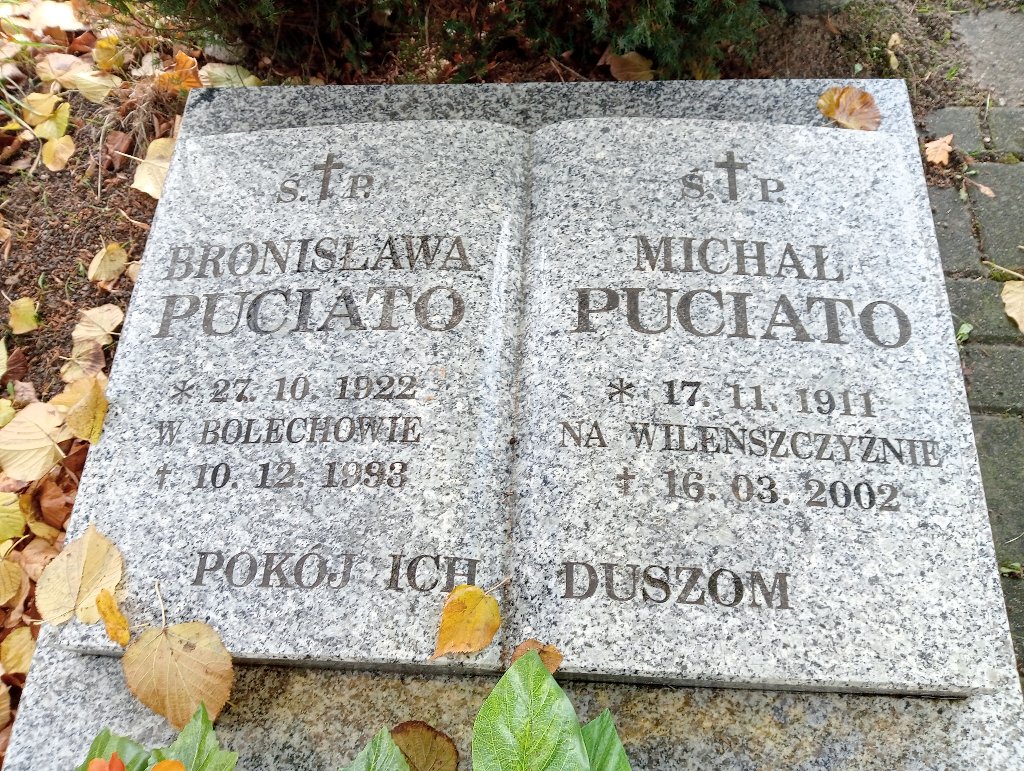 Ś. P.
BRONISŁAWA
PUCIATO
* 27. 10. 1922
W BOLECHOWIE
† 10. 12. 1993
Ś. P.
MICHAŁ
PUCIATO
* 17. 11. 1911
NA WILEŃSZCZYŹNIE
† 16. 03. 2002
POKÓJ ICH DUSZOM